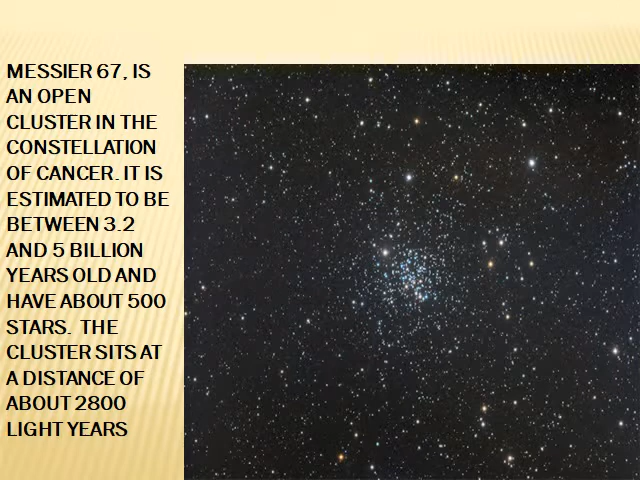 MESSIER 67, IS
AN OPEN
CLUSTER IN THE
CONSTELLATION
OF CANCER. IT IS
ESTIMATED TO BE
BETWEEN 3.2
AND 5 BILLION
YEARS OLD AND
HAVE ABOUT 500
STARS.  THE
CLUSTER SITS AT
A DISTANCE OF
ABOUT 2800
LIGHT YEARS